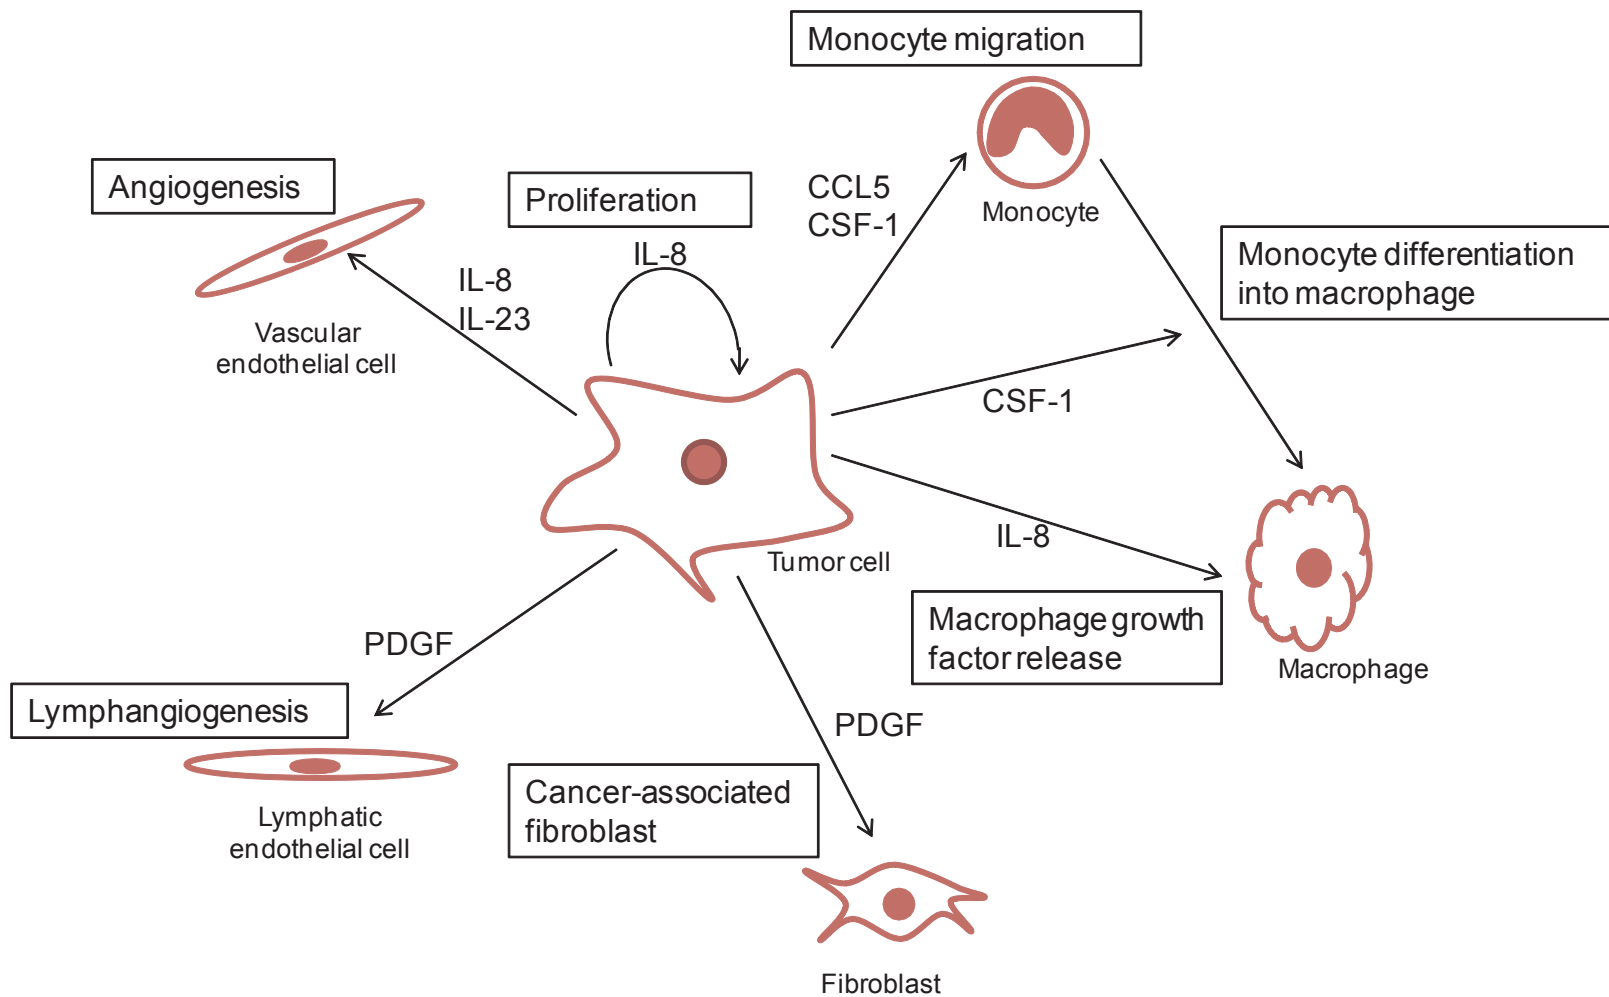 Monocyte migration
Angiogenesis
Proliferation
CCL5
CSF-1
Monocyte
IL-8
IL-8
IL-23
Monocyte differentiation
into macrophage
Vascular
endothelial cell
CSF-1
IL-8
Tumor cell
Macrophage growth
factor release
Macrophage
PDGF
Lymphangiogenesis
PDGF
Cancer-associated
fibroblast
Lymphatic
endothelial cell
Fibroblast